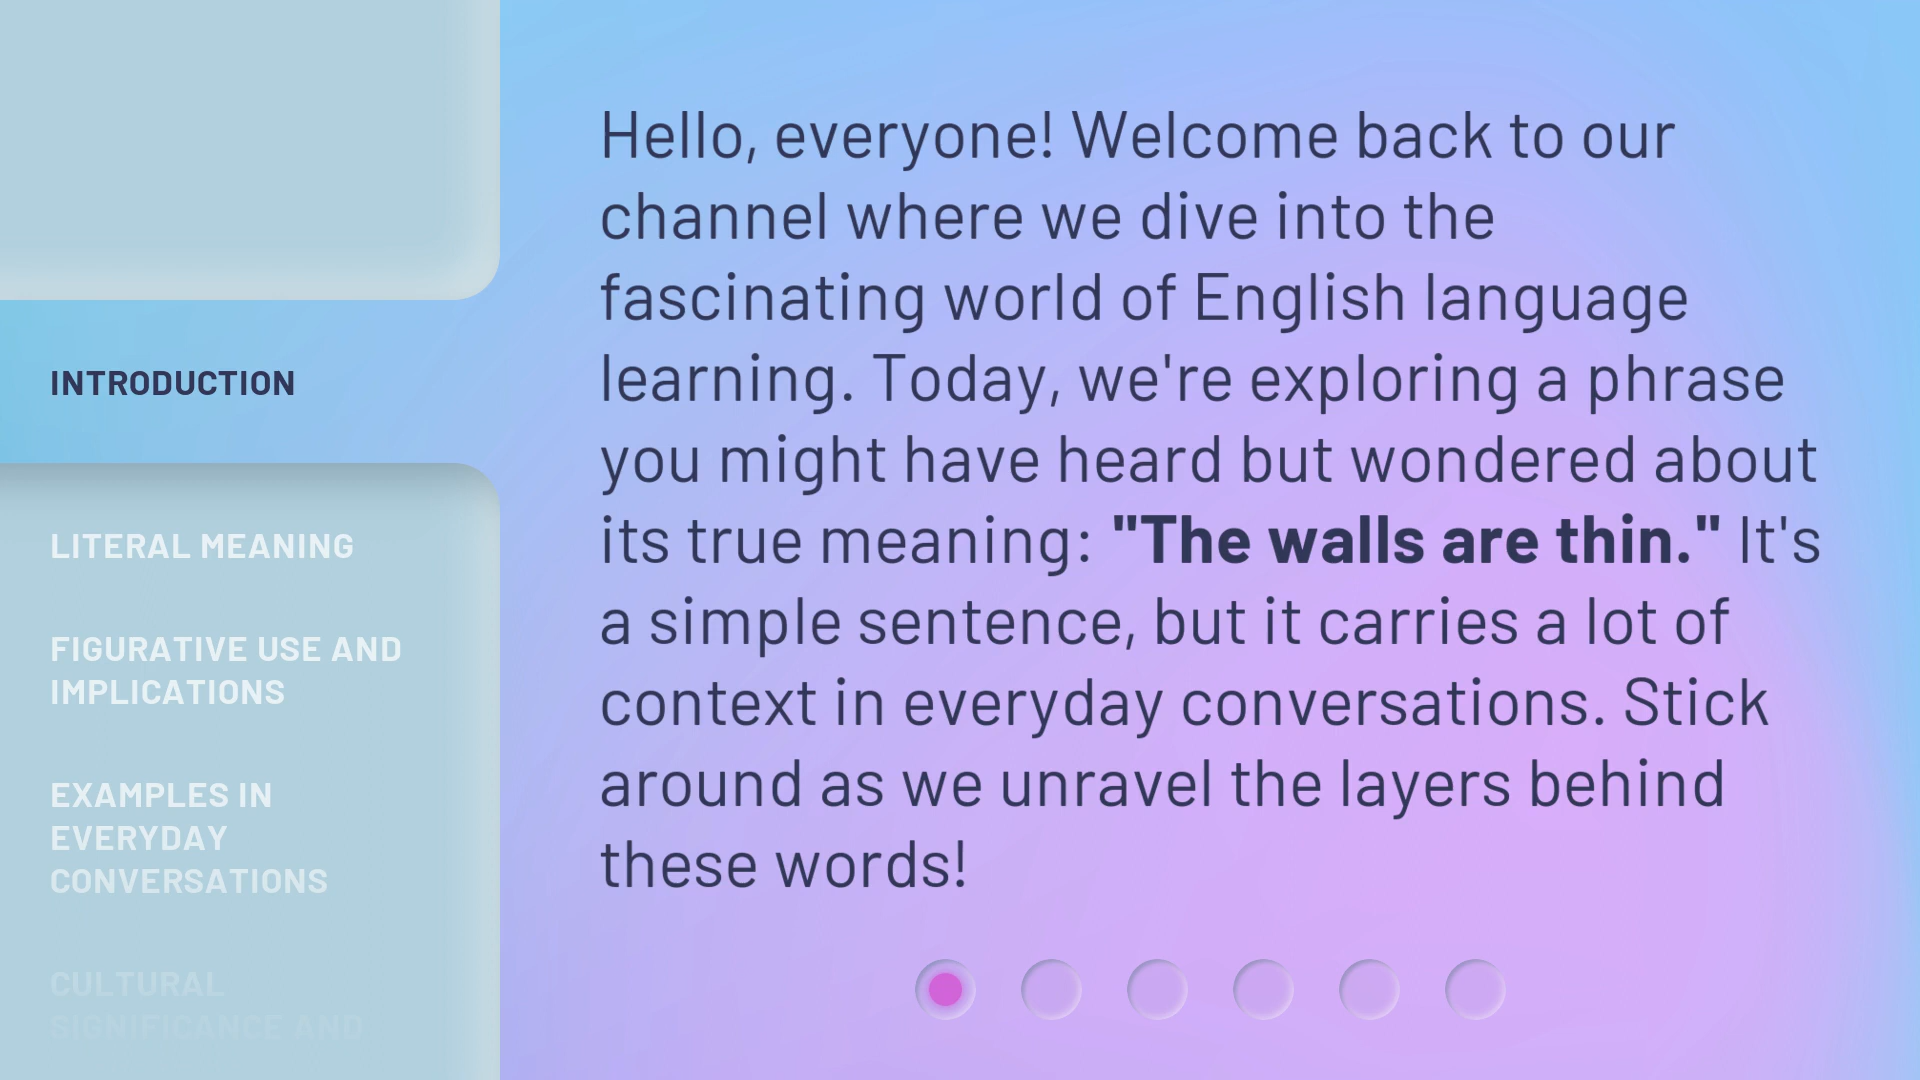 INTRODUCTION
LITERAL MEANING
FIGURATIVE USE AND
IMPLICATIONS
EXAMPLES IN
EVERYDAY
CONVERSATIONS
CULTURAL
SIGNIFICANCE AND
Hello, everyone! Welcome back to our
channel where we dive into the
fascinating world of English language
learning. Today, we're exploring a phrase
you might have heard but wondered about
its true meaning: "The walls are thin." It's
a simple sentence, but it carries a lot of
context in everyday conversations. Stick
around as we unravel the layers behind
these words!